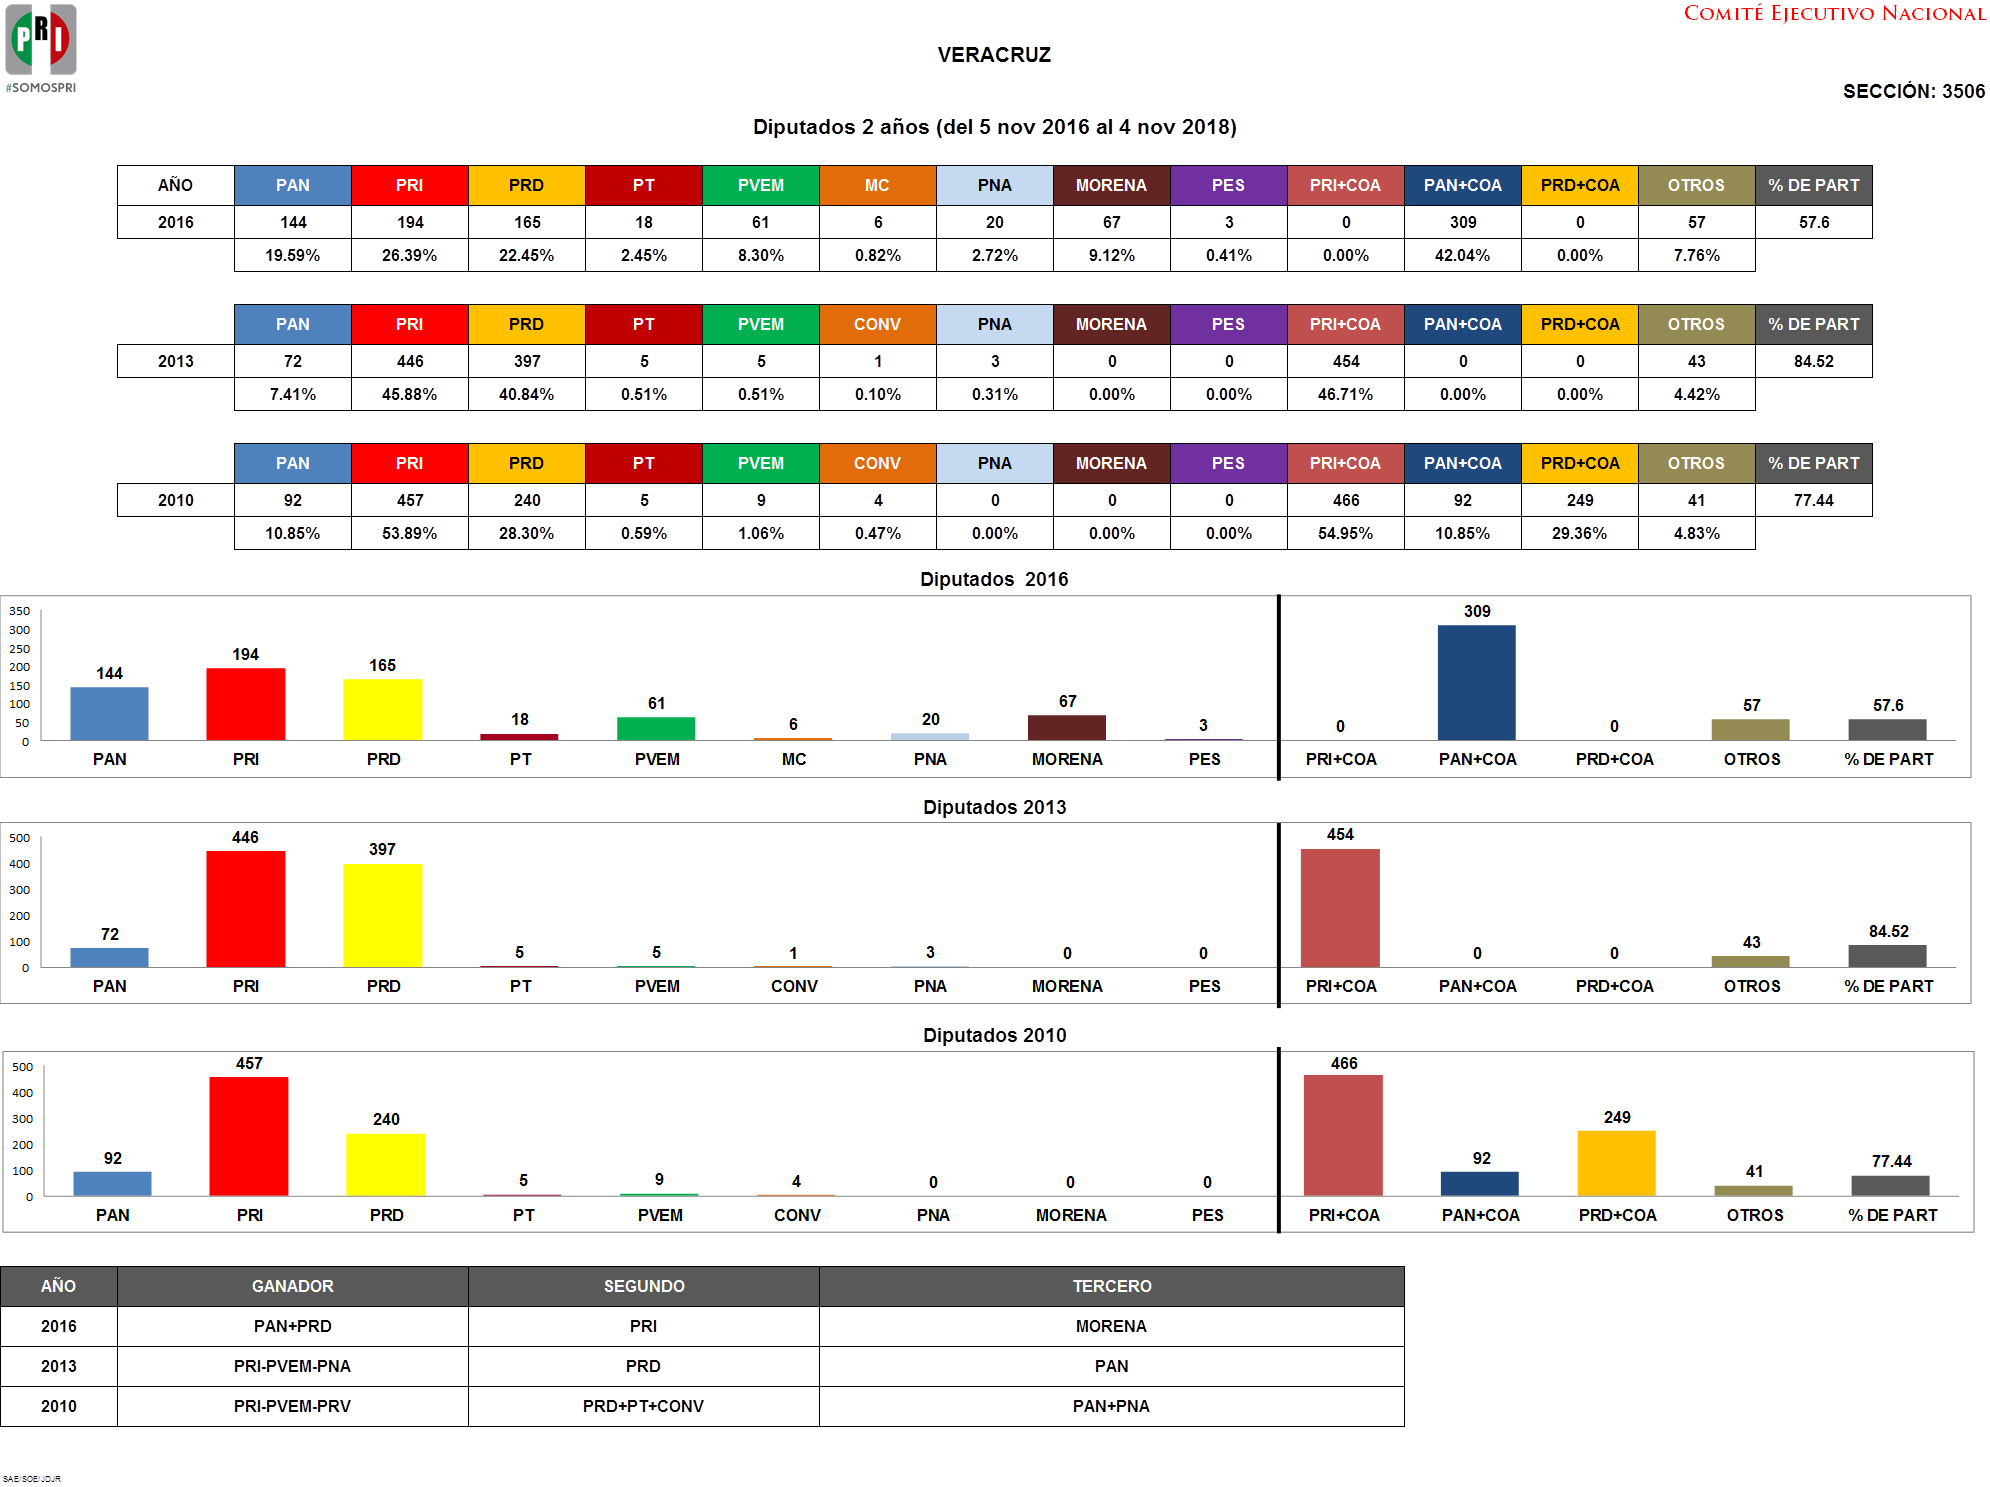 PRI
#SOMOSPRI
COMITÉ EJECUTIVO NACIONAL
VERACRUZ
SECCIÓN: 3506
Diputados 2 años (del 5 nov 2016 al 4 nov 2018)
AÑO PAN PRI PRD PT PVEM MC PNA MORENA PES PRI+COA PAN+COA PRD+COA OTROS % DE PART
2016 144 194 165 18 61 6 20 67 3 0 309 0 57 57.6
19.59% 26.39% 22.45% 2.45% 8.30% 0.82% 2.72% 9.12% 0.41% 0.00% 42.04% 0.00% 7.76%
PAN PRI PRD PT PVEM CONV PNA MORENA PES PRI+COA PAN+COA PRD+COA OTROS % DE PART
2013 72 446 397 5 5 1 3 0 0 454 0 0 43 84.52
7.41% 45.88% 40.84% 0.51% 0.51% 0.10% 0.31% 0.00% 0.00% 46.71% 0.00% 0.00% 4.42%
PAN PRI PRD PT PVEM CONV PNA MORENA PES PRI+COA PAN+COA PRD+COA OTROS % DE PART
2010 92 457 240 5 9 4 0 0 0 466 92 249 41 77.44
10.85% 53.89% 28.30% 0.59% 1.06% 0.47% 0.00% 0.00% 0.00% 54.95% 10.85% 29.36% 4.83%
Diputados 2016
350
300
250
200
150
100
50
0
144 194 165 18 61 6 20 67 3 0 309 0 57 57.6
PAN PRI PRD PT PVEM MC PNA MORENA PES PRI+COA PAN+COA PRD+COA OTROS % DE PART
Diputados 2013
500
400
300
200
100
0
72 446 397 5 5 1 3 0 0 454 0 0 43 84.52
PAN PRI PRD PT PVEM CONV PNA MORENA PES PRI+COA PAN+COA PRD+COA OTROS % DE PART
Diputados 2010
500
400
300
200
100
0
92 457 240 5 9 4 0 0 0 466 92 249 41 77.44
PAN PRI PRD PT PVEM CONV PNA MORENA PES PRI+COA PAN+COA PRD+COA OTROS % DE PART
AÑO GANADOR SEGUNDO TERCERO
2016 PAN+PRD PRI MORENA
2013 PRI-PVEM-PNA PRD PAN
2010 PRI-PVEM-PRV PRD+PT+CONV PAN+PNA
SAE/SOE/JDJR